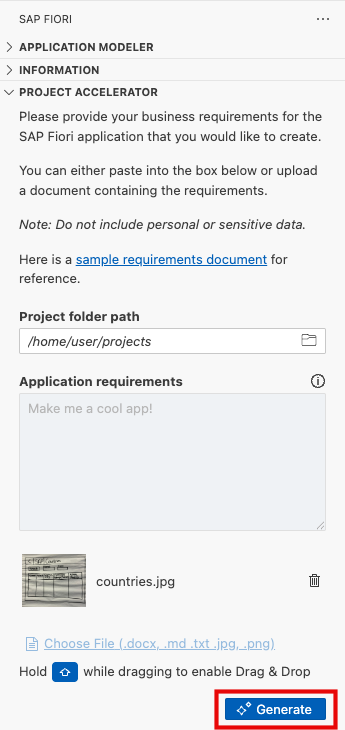 SAP FIORI
APPLICATION MODELER
INFORMATION
PROJECT ACCELERATOR
Please provide your business requirements for the
SAP Fiori application that you would like to create.
You can either paste into the box below or upload
a document containing the requirements.
Note: Do not include personal or sensitive data.
Here is a sample requirements document for
reference.
Project folder path
/home/user/projects
Application requirements
Make me a cool app!
countries.jpg
Choose File (.docx, .md .txt .jpg, .png)
Hold while dragging to enable Drag & Drop
Generate